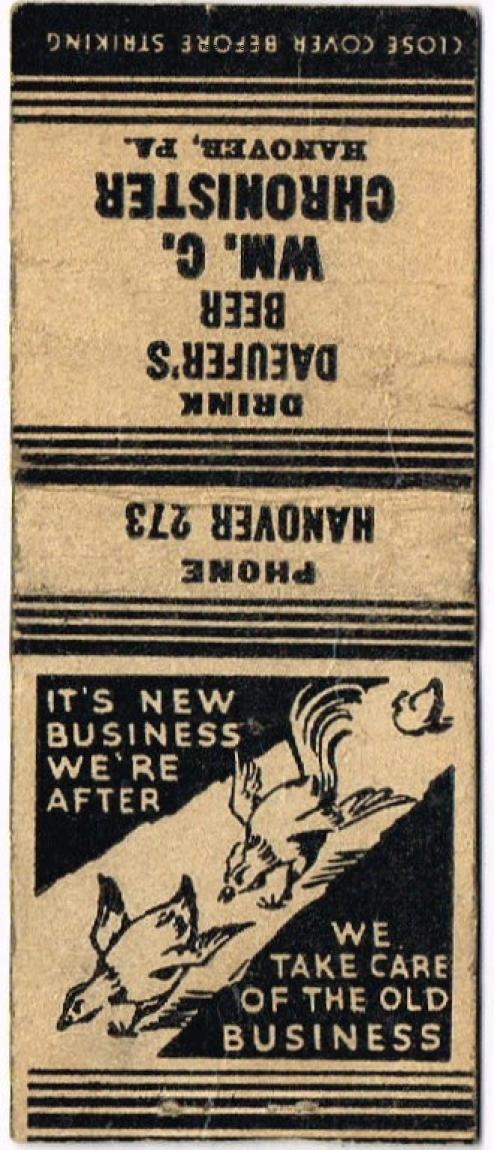 CLOSE COVER BEFORE STRIKING
DRINK
DAEUFER'S
BEER
WM. C.
CHRONISTER
HANOVER, PA.
PHONE
HANOVER 273
IT'S NEW
BUSINESS
WE'RE
AFTER
WE
TAKE CARE
OF THE OLD
BUSINESS